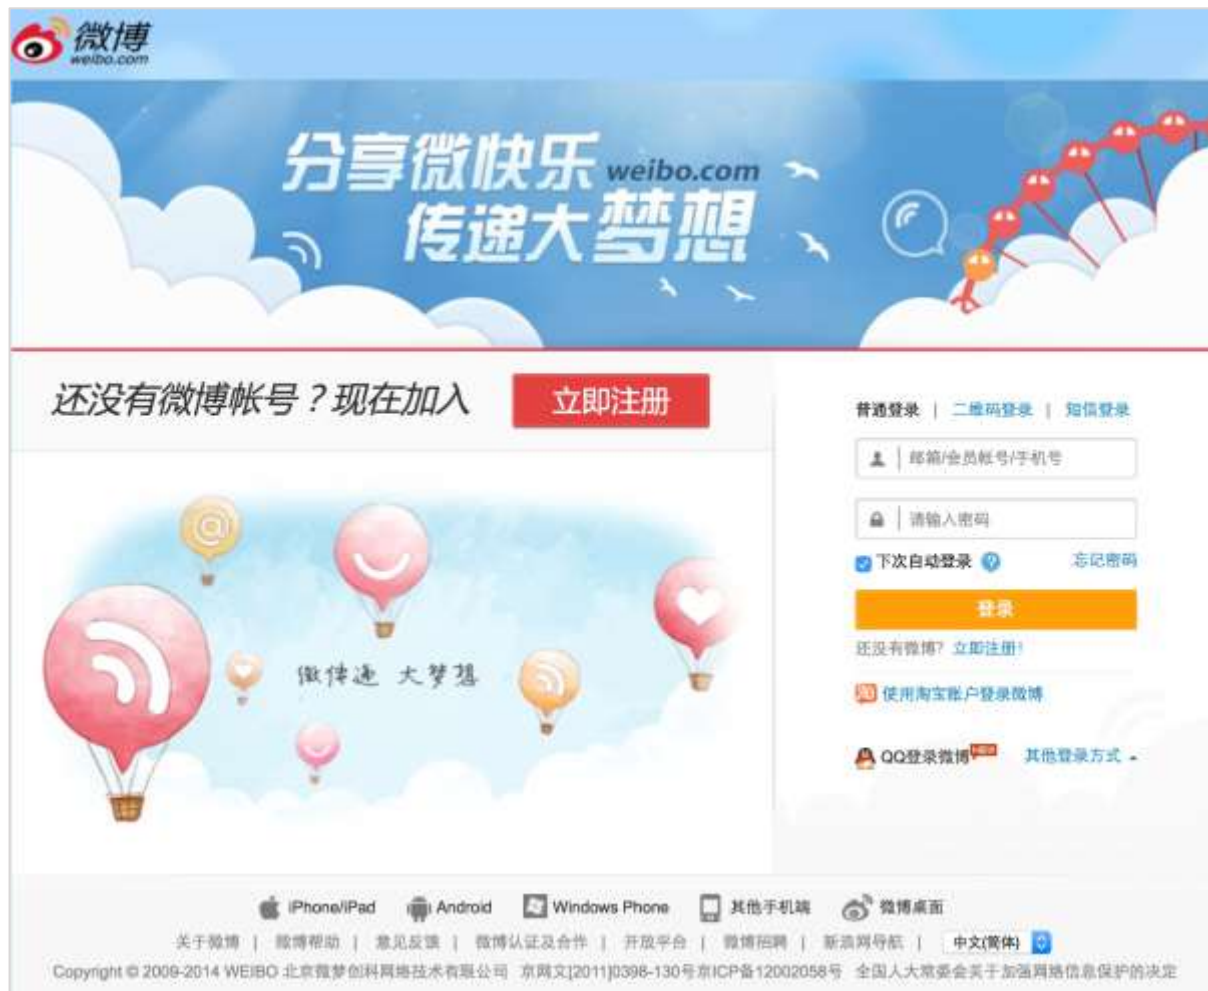 微博
weibo.com
分享微快乐 weibo.com
传递大梦想
还没有微博帐号？现在加入 立即注册
普通登录 | 二维码登录 | 短信登录
邮箱/会员帐号/手机号
请输入密码
下次自动登录 忘记密码
登录
还没有微博? 立即注册!
使用淘宝账户登录微博
QQ登录微博 NEW 其他登录方式
微传递 大梦想
iPhone/iPad Android Windows Phone 其他手机端 微博桌面
关于微博 | 微博帮助 | 意见反馈 | 微博认证及合作 | 开放平台 | 微博招聘 | 新浪网导航 | 中文(简体)
Copyright © 2009-2014 WEIBO 北京微梦创科网络技术有限公司 京网文[2011]0398-130号京ICP备12002058号 全国人大常委会关于加强网络信息保护的决定